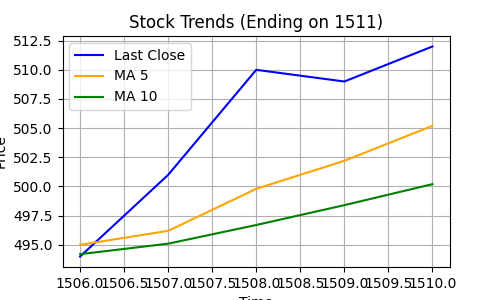 Stock Trends (Ending on 1511)
Last Close
MA 5
MA 10
512.5
510.0
507.5
505.0
502.5
500.0
497.5
495.0
Price
1506.0 1506.5 1507.0 1507.5 1508.0 1508.5 1509.0 1509.5 1510.0
Time